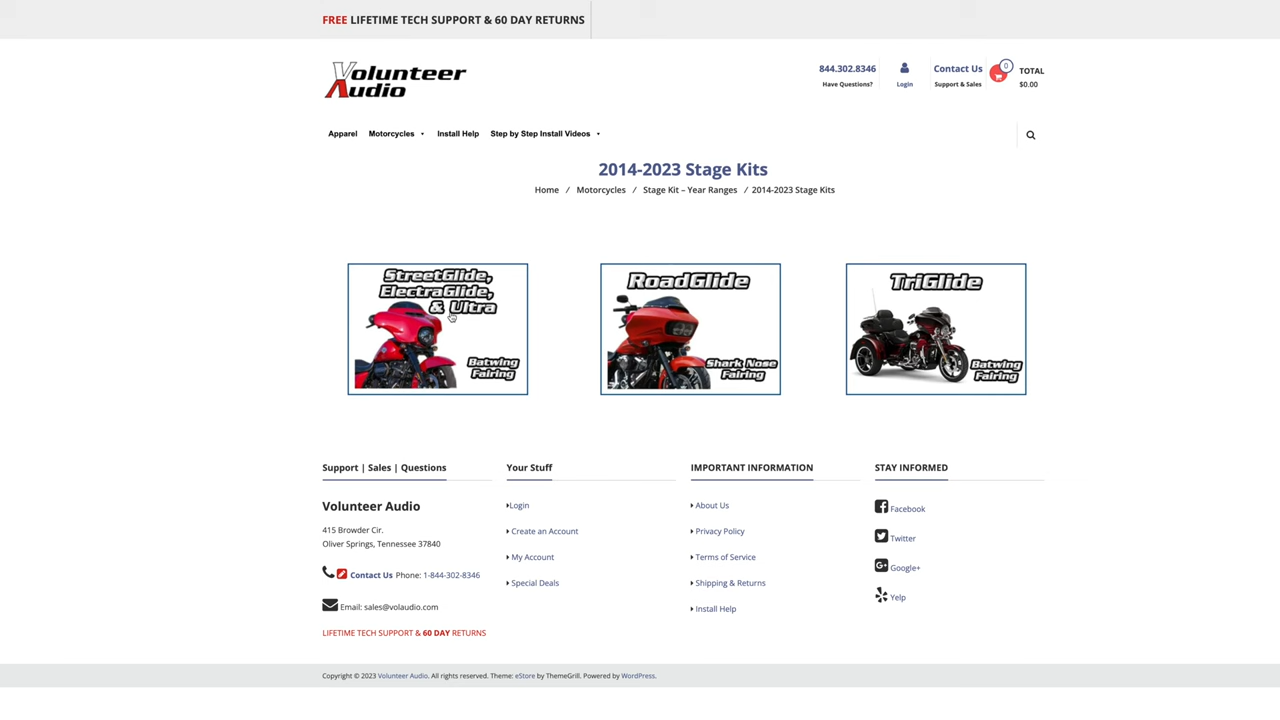 FREE LIFETIME TECH SUPPORT & 60 DAY RETURNS
Volunteer
Audio
844.302.8346
Have Questions?
Login
Contact Us
Support & Sales
0
TOTAL
$0.00
Apparel
Motorcycles
Install Help
Step by Step Install Videos
2014-2023 Stage Kits
Home / Motorcycles / Stage Kit – Year Ranges / 2014-2023 Stage Kits
StreetGlide,
ElectraGlide,
& Ultra
Batwing
Fairing
RoadGlide
Shark Nose
Fairing
TriGlide
Batwing
Fairing
Support | Sales | Questions
Volunteer Audio
415 Browder Cir.
Oliver Springs, Tennessee 37840
Contact Us Phone: 1-844-302-8346
Email: sales@volaudio.com
LIFETIME TECH SUPPORT & 60 DAY RETURNS
Your Stuff
Login
Create an Account
My Account
Special Deals
IMPORTANT INFORMATION
About Us
Privacy Policy
Terms of Service
Shipping & Returns
Install Help
STAY INFORMED
Facebook
Twitter
Google+
Yelp
Copyright © 2023 Volunteer Audio. All rights reserved. Theme: eStore by ThemeGrill. Powered by WordPress.